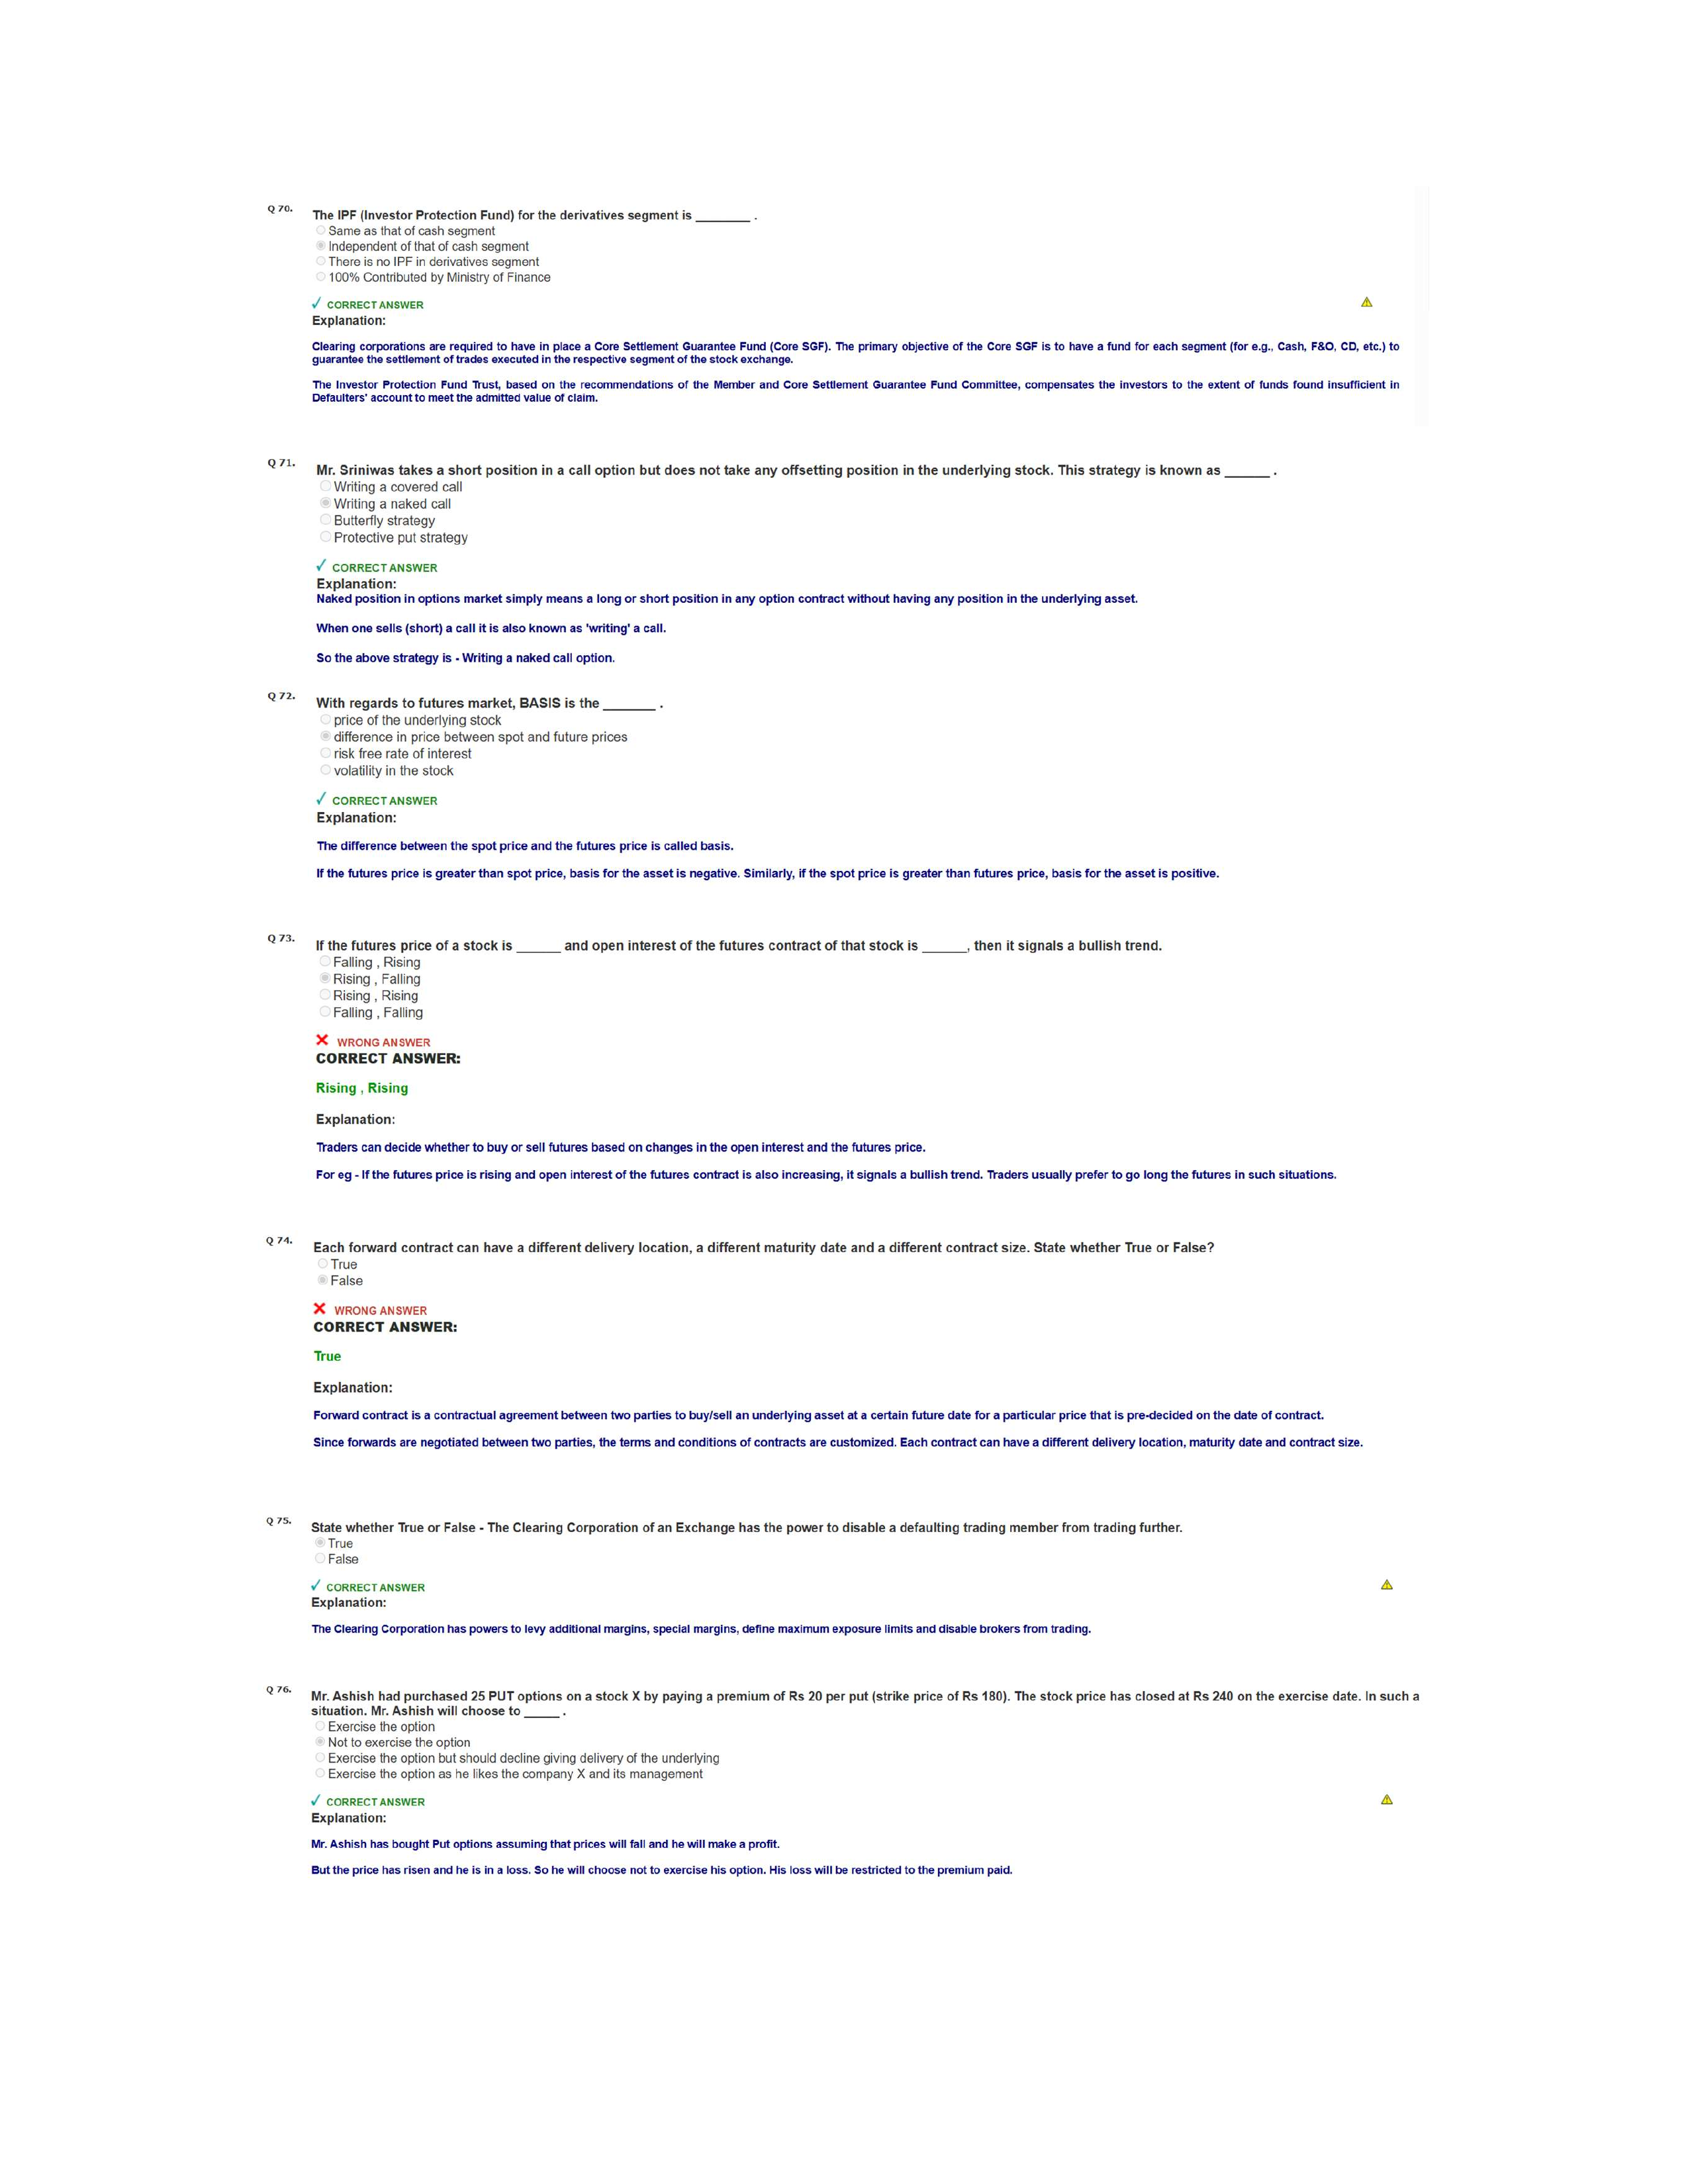 Q 70. The IPF (Investor Protection Fund) for the derivatives segment is ________ .
Same as that of cash segment
Independent of that of cash segment
There is no IPF in derivatives segment
100% Contributed by Ministry of Finance
✓ CORRECT ANSWER
Explanation:
Clearing corporations are required to have in place a Core Settlement Guarantee Fund (Core SGF). The primary objective of the Core SGF is to have a fund for each segment (for e.g., Cash, F&O, CD, etc.) to
guarantee the settlement of trades executed in the respective segment of the stock exchange.
The Investor Protection Fund Trust, based on the recommendations of the Member and Core Settlement Guarantee Fund Committee, compensates the investors to the extent of funds found insufficient in
Defaulters' account to meet the admitted value of claim.
Q 71. Mr. Sriniwas takes a short position in a call option but does not take any offsetting position in the underlying stock. This strategy is known as ______ .
Writing a covered call
Writing a naked call
Butterfly strategy
Protective put strategy
✓ CORRECT ANSWER
Explanation:
Naked position in options market simply means a long or short position in any option contract without having any position in the underlying asset.
When one sells (short) a call it is also known as 'writing' a call.
So the above strategy is - Writing a naked call option.
Q 72. With regards to futures market, BASIS is the _______ .
price of the underlying stock
difference in price between spot and future prices
risk free rate of interest
volatility in the stock
✓ CORRECT ANSWER
Explanation:
The difference between the spot price and the futures price is called basis.
If the futures price is greater than spot price, basis for the asset is negative. Similarly, if the spot price is greater than futures price, basis for the asset is positive.
Q 73. If the futures price of a stock is ______ and open interest of the futures contract of that stock is ______, then it signals a bullish trend.
Falling , Rising
Rising , Falling
Rising , Rising
Falling , Falling
✕ WRONG ANSWER
CORRECT ANSWER:
Rising , Rising
Explanation:
Traders can decide whether to buy or sell futures based on changes in the open interest and the futures price.
For eg - If the futures price is rising and open interest of the futures contract is also increasing, it signals a bullish trend. Traders usually prefer to go long the futures in such situations.
Q 74. Each forward contract can have a different delivery location, a different maturity date and a different contract size. State whether True or False?
True
False
✕ WRONG ANSWER
CORRECT ANSWER:
True
Explanation:
Forward contract is a contractual agreement between two parties to buy/sell an underlying asset at a certain future date for a particular price that is pre-decided on the date of contract.
Since forwards are negotiated between two parties, the terms and conditions of contracts are customized. Each contract can have a different delivery location, maturity date and contract size.
Q 75. State whether True or False - The Clearing Corporation of an Exchange has the power to disable a defaulting trading member from trading further.
True
False
✓ CORRECT ANSWER
Explanation:
The Clearing Corporation has powers to levy additional margins, special margins, define maximum exposure limits and disable brokers from trading.
Q 76. Mr. Ashish had purchased 25 PUT options on a stock X by paying a premium of Rs 20 per put (strike price of Rs 180). The stock price has closed at Rs 240 on the exercise date. In such a
situation. Mr. Ashish will choose to _____ .
Exercise the option
Not to exercise the option
Exercise the option but should decline giving delivery of the underlying
Exercise the option as he likes the company X and its management
✓ CORRECT ANSWER
Explanation:
Mr. Ashish has bought Put options assuming that prices will fall and he will make a profit.
But the price has risen and he is in a loss. So he will choose not to exercise his option. His loss will be restricted to the premium paid.